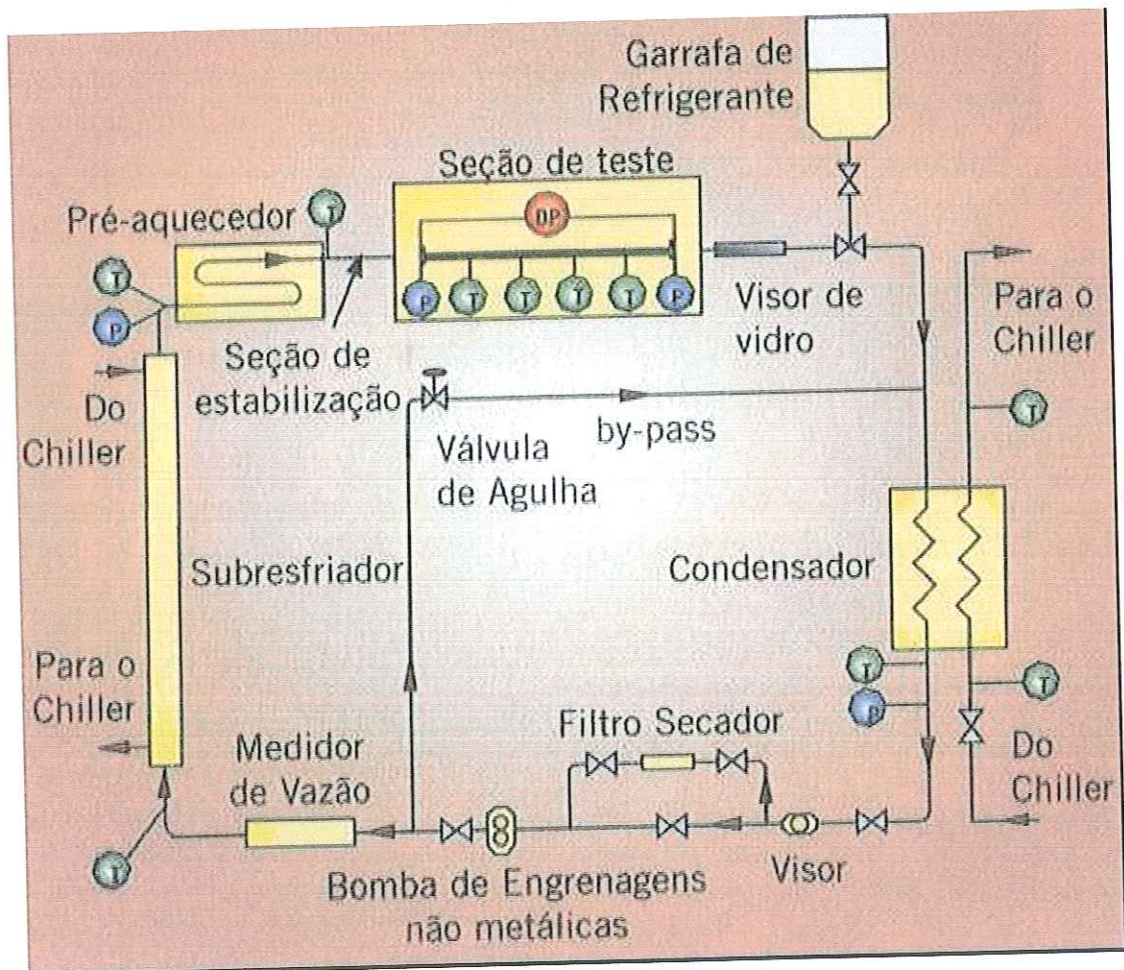 Garrafa de
Refrigerante
Seção de teste
DP
Pré-aquecedor
T
T
P
P
T
T
T
T
P
Visor de
vidro
Para o
Chiller
Seção de
estabilização
Do
Chiller
T
by-pass
Válvula
de Agulha
Subresfriador
Condensador
Para o
Chiller
T
P
T
Filtro Secador
Medidor
de Vazão
Do
Chiller
T
Visor
Bomba de Engrenagens
não metálicas